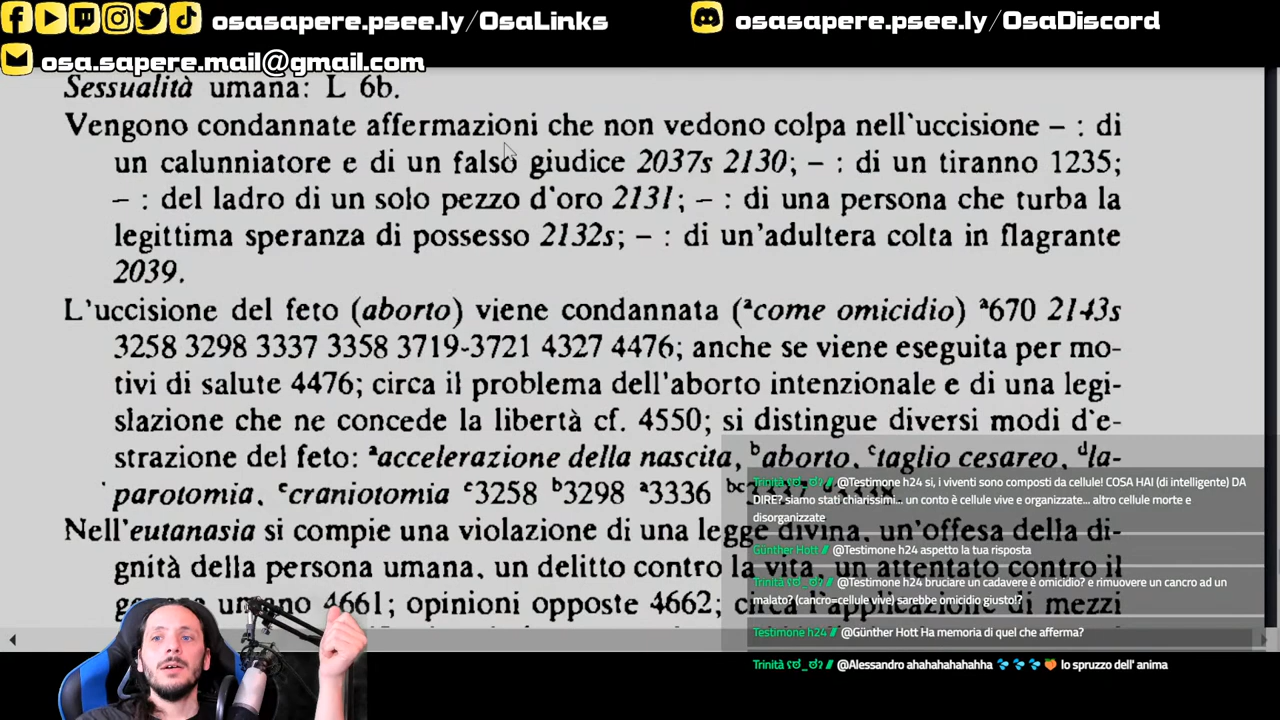 osasapere.psee.ly/OsaLinks
osasapere.psee.ly/OsaDiscord
osa.sapere.mail@gmail.com
Sessualità umana: L 6b.
Vengono condannate affermazioni che non vedono colpa nell'uccisione – : di
un calunniatore e di un falso giudice 2037s 2130; – : di un tiranno 1235;
– : del ladro di un solo pezzo d'oro 2131; – : di una persona che turba la
legittima speranza di possesso 2132s; – : di un'adultera colta in flagrante
2039.
L'uccisione del feto (aborto) viene condannata (ᵃcome omicidio) ᵃ670 2143s
3258 3298 3337 3358 3719-3721 4327 4476; anche se viene eseguita per mo-
tivi di salute 4476; circa il problema dell'aborto intenzionale e di una legi-
slazione che ne concede la libertà cf. 4550; si distingue diversi modi d'e-
strazione del feto: ᵃaccelerazione della nascita, ᵇaborto, ᶜtaglio cesareo, ᵈla-
parotomia, ᵉcraniotomia ᶜ3258 ᵇ3298 ᵃ3336
Nell'eutanasia si compie una violazione di una legge divina, un'offesa della di-
gnità della persona umana, un delitto contro la vita, un attentato contro il
umano 4661; opinioni opposte 4662; circa l'applicazione di mezzi
Trinità ʕಠ_ಠʔ // @Testimone h24 si, i viventi sono composti da cellule! COSA HAI (di intelligente) DA
DIRE? siamo stati chiarissimi... un conto è cellule vive e organizzate... altro cellule morte e
disorganizzate
Günther Hott // @Testimone h24 aspetto la tua risposta
Trinità ʕಠ_ಠʔ // @Testimone h24 bruciare un cadavere è omicidio? e rimuovere un cancro ad un
malato? (cancro=cellule vive) sarebbe omicidio giusto!?
Testimone h24 // @Günther Hott Ha memoria di quel che afferma?
Trinità ʕಠ_ಠʔ // @Alessandro ahahahahahahha 💦💦💦🍑 lo spruzzo dell' anima